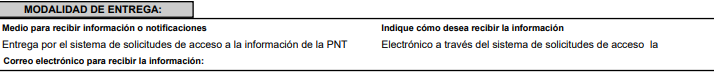 MODALIDAD DE ENTREGA:
Medio para recibir información o notificaciones Indique cómo desea recibir la información
Entrega por el sistema de solicitudes de acceso a la información de la PNT Electrónico a través del sistema de solicitudes de acceso la
Correo electrónico para recibir la información: